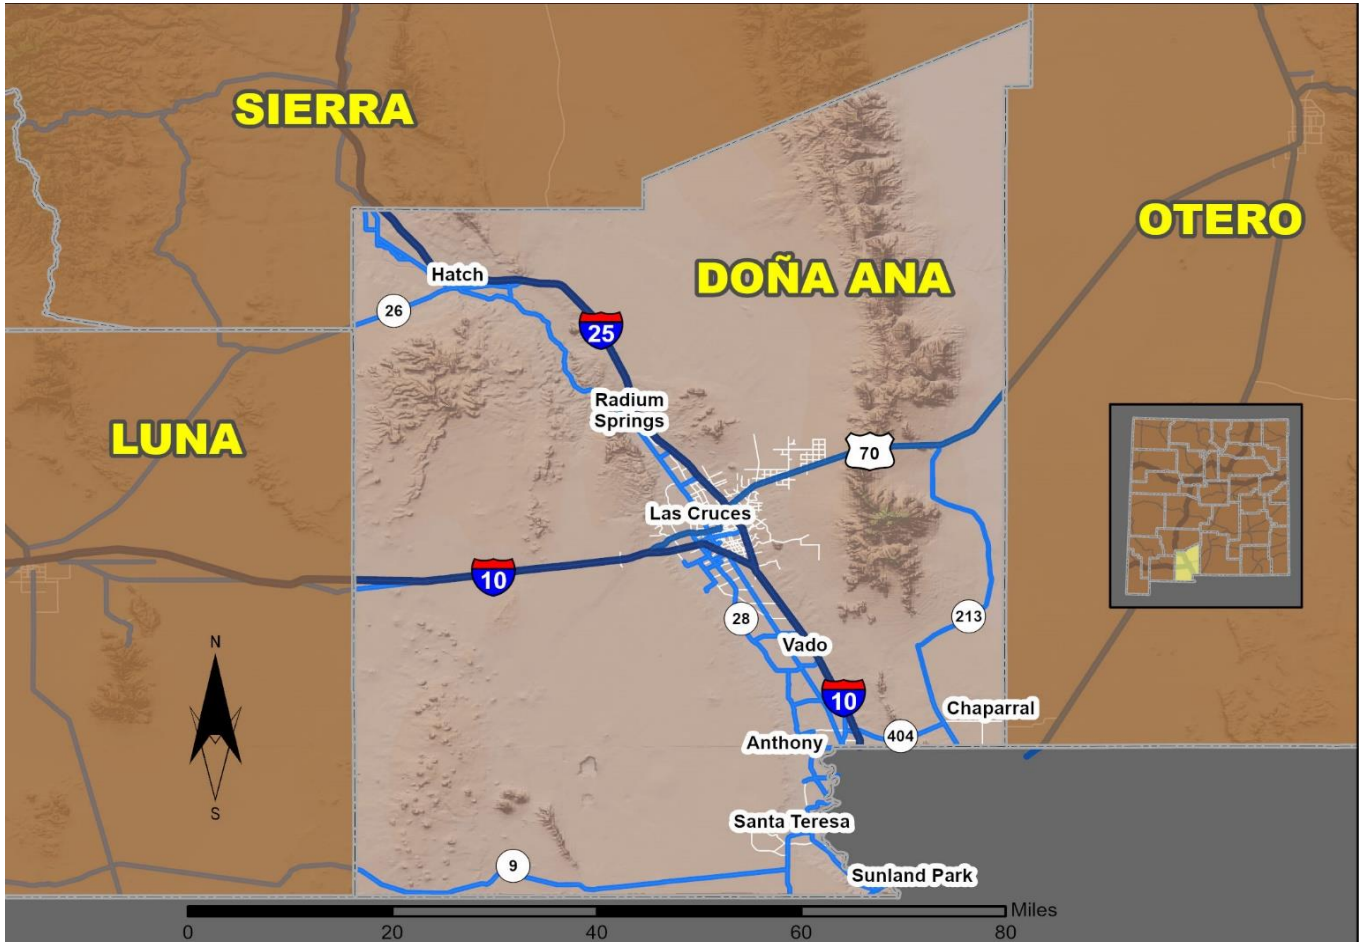 SIERRA
OTERO
DOÑA ANA
Hatch
26
25
Radium
Springs
LUNA
70
Las Cruces
10
28
213
Vado
N
10
Chaparral
404
Anthony
S
Santa Teresa
9
Sunland Park
Miles
0 20 40 60 80